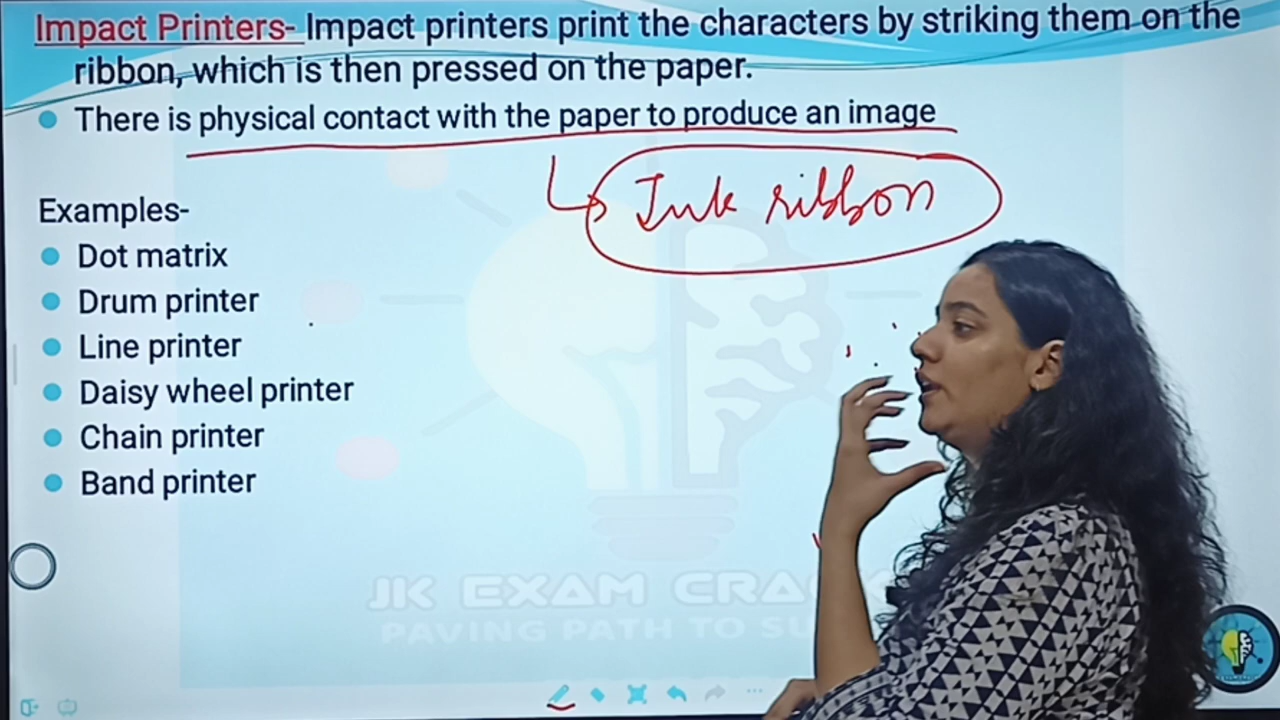 Impact Printers- Impact printers print the characters by striking them on the
ribbon, which is then pressed on the paper.
There is physical contact with the paper to produce an image
Ink ribbon
Examples-
Dot matrix
Drum printer
Line printer
Daisy wheel printer
Chain printer
Band printer
JK EXAM CRA
PAVING PATH TO SU